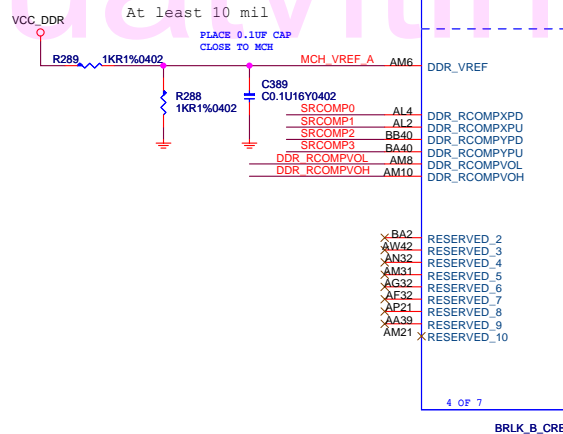 At least 10 mil
VCC_DDR
PLACE 0.1UF CAP
CLOSE TO MCH
R289 1KR1%0402
MCH_VREF_A AM6 DDR_VREF
R288
1KR1%0402
C389
C0.1U16Y0402
SRCOMP0 AL4 DDR_RCOMPXPD
SRCOMP1 AL2 DDR_RCOMPXPU
SRCOMP2 BB40 DDR_RCOMPYPD
SRCOMP3 BA40 DDR_RCOMPYPU
DDR_RCOMPVOL AM8 DDR_RCOMPVOL
DDR_RCOMPVOH AM10 DDR_RCOMPVOH
BA2 RESERVED_2
AW42 RESERVED_3
AN32 RESERVED_4
AM31 RESERVED_5
AG32 RESERVED_6
AF32 RESERVED_7
AP21 RESERVED_8
AA39 RESERVED_9
AM21 RESERVED_10
4 OF 7